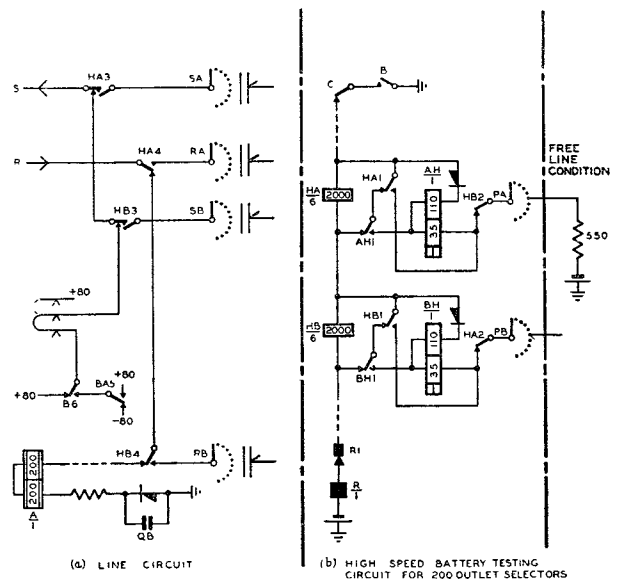 S
HA3
SA
R
HA4
RA
HB3
SB
+80
+80
B6
BA5
+80
-80
HB4
RB
200
200
A
1
QB
(a) LINE CIRCUIT
C
B
HA
6
2000
HA1
AH
1
110
35
AH1
HB2
PA
FREE
LINE
CONDITION
550
HB
6
2000
HB1
BH
1
110
35
BH1
HA2
PB
R1
R
1
(b) HIGH SPEED BATTERY TESTING
CIRCUIT FOR 200 OUTLET SELECTORS